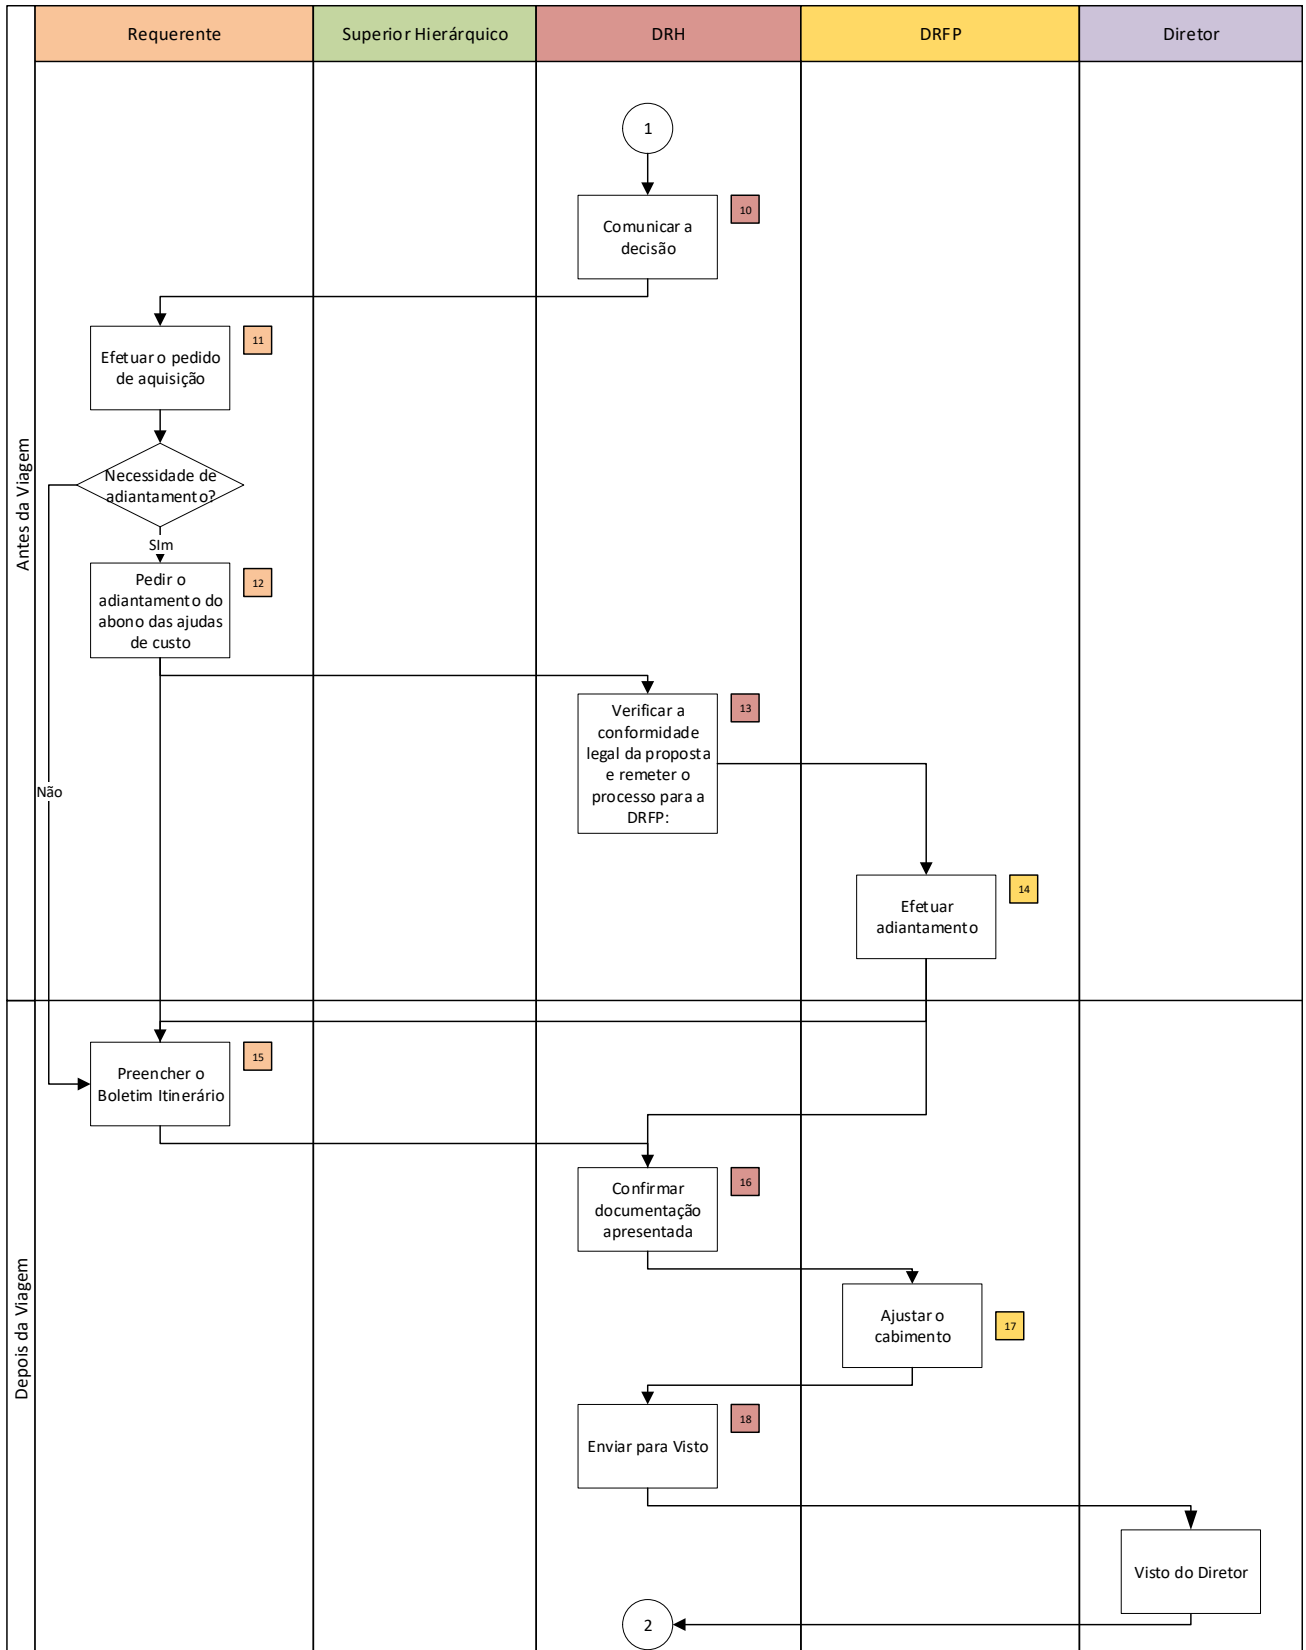 Requerente
Superior Hierárquico
DRH
DRFP
Diretor
Antes da Viagem
1
Comunicar a
decisão
10
Efetuar o pedido
de aquisição
11
Necessidade de
adiantamento?
SIm
Não
Pedir o
adiantamento do
abono das ajudas
de custo
12
Verificar a
conformidade
legal da proposta
e remeter o
processo para a
DRFP:
13
Efetuar
adiantamento
14
Depois da Viagem
Preencher o
Boletim Itinerário
15
Confirmar
documentação
apresentada
16
Ajustar o
cabimento
17
Enviar para Visto
18
Visto do Diretor
2